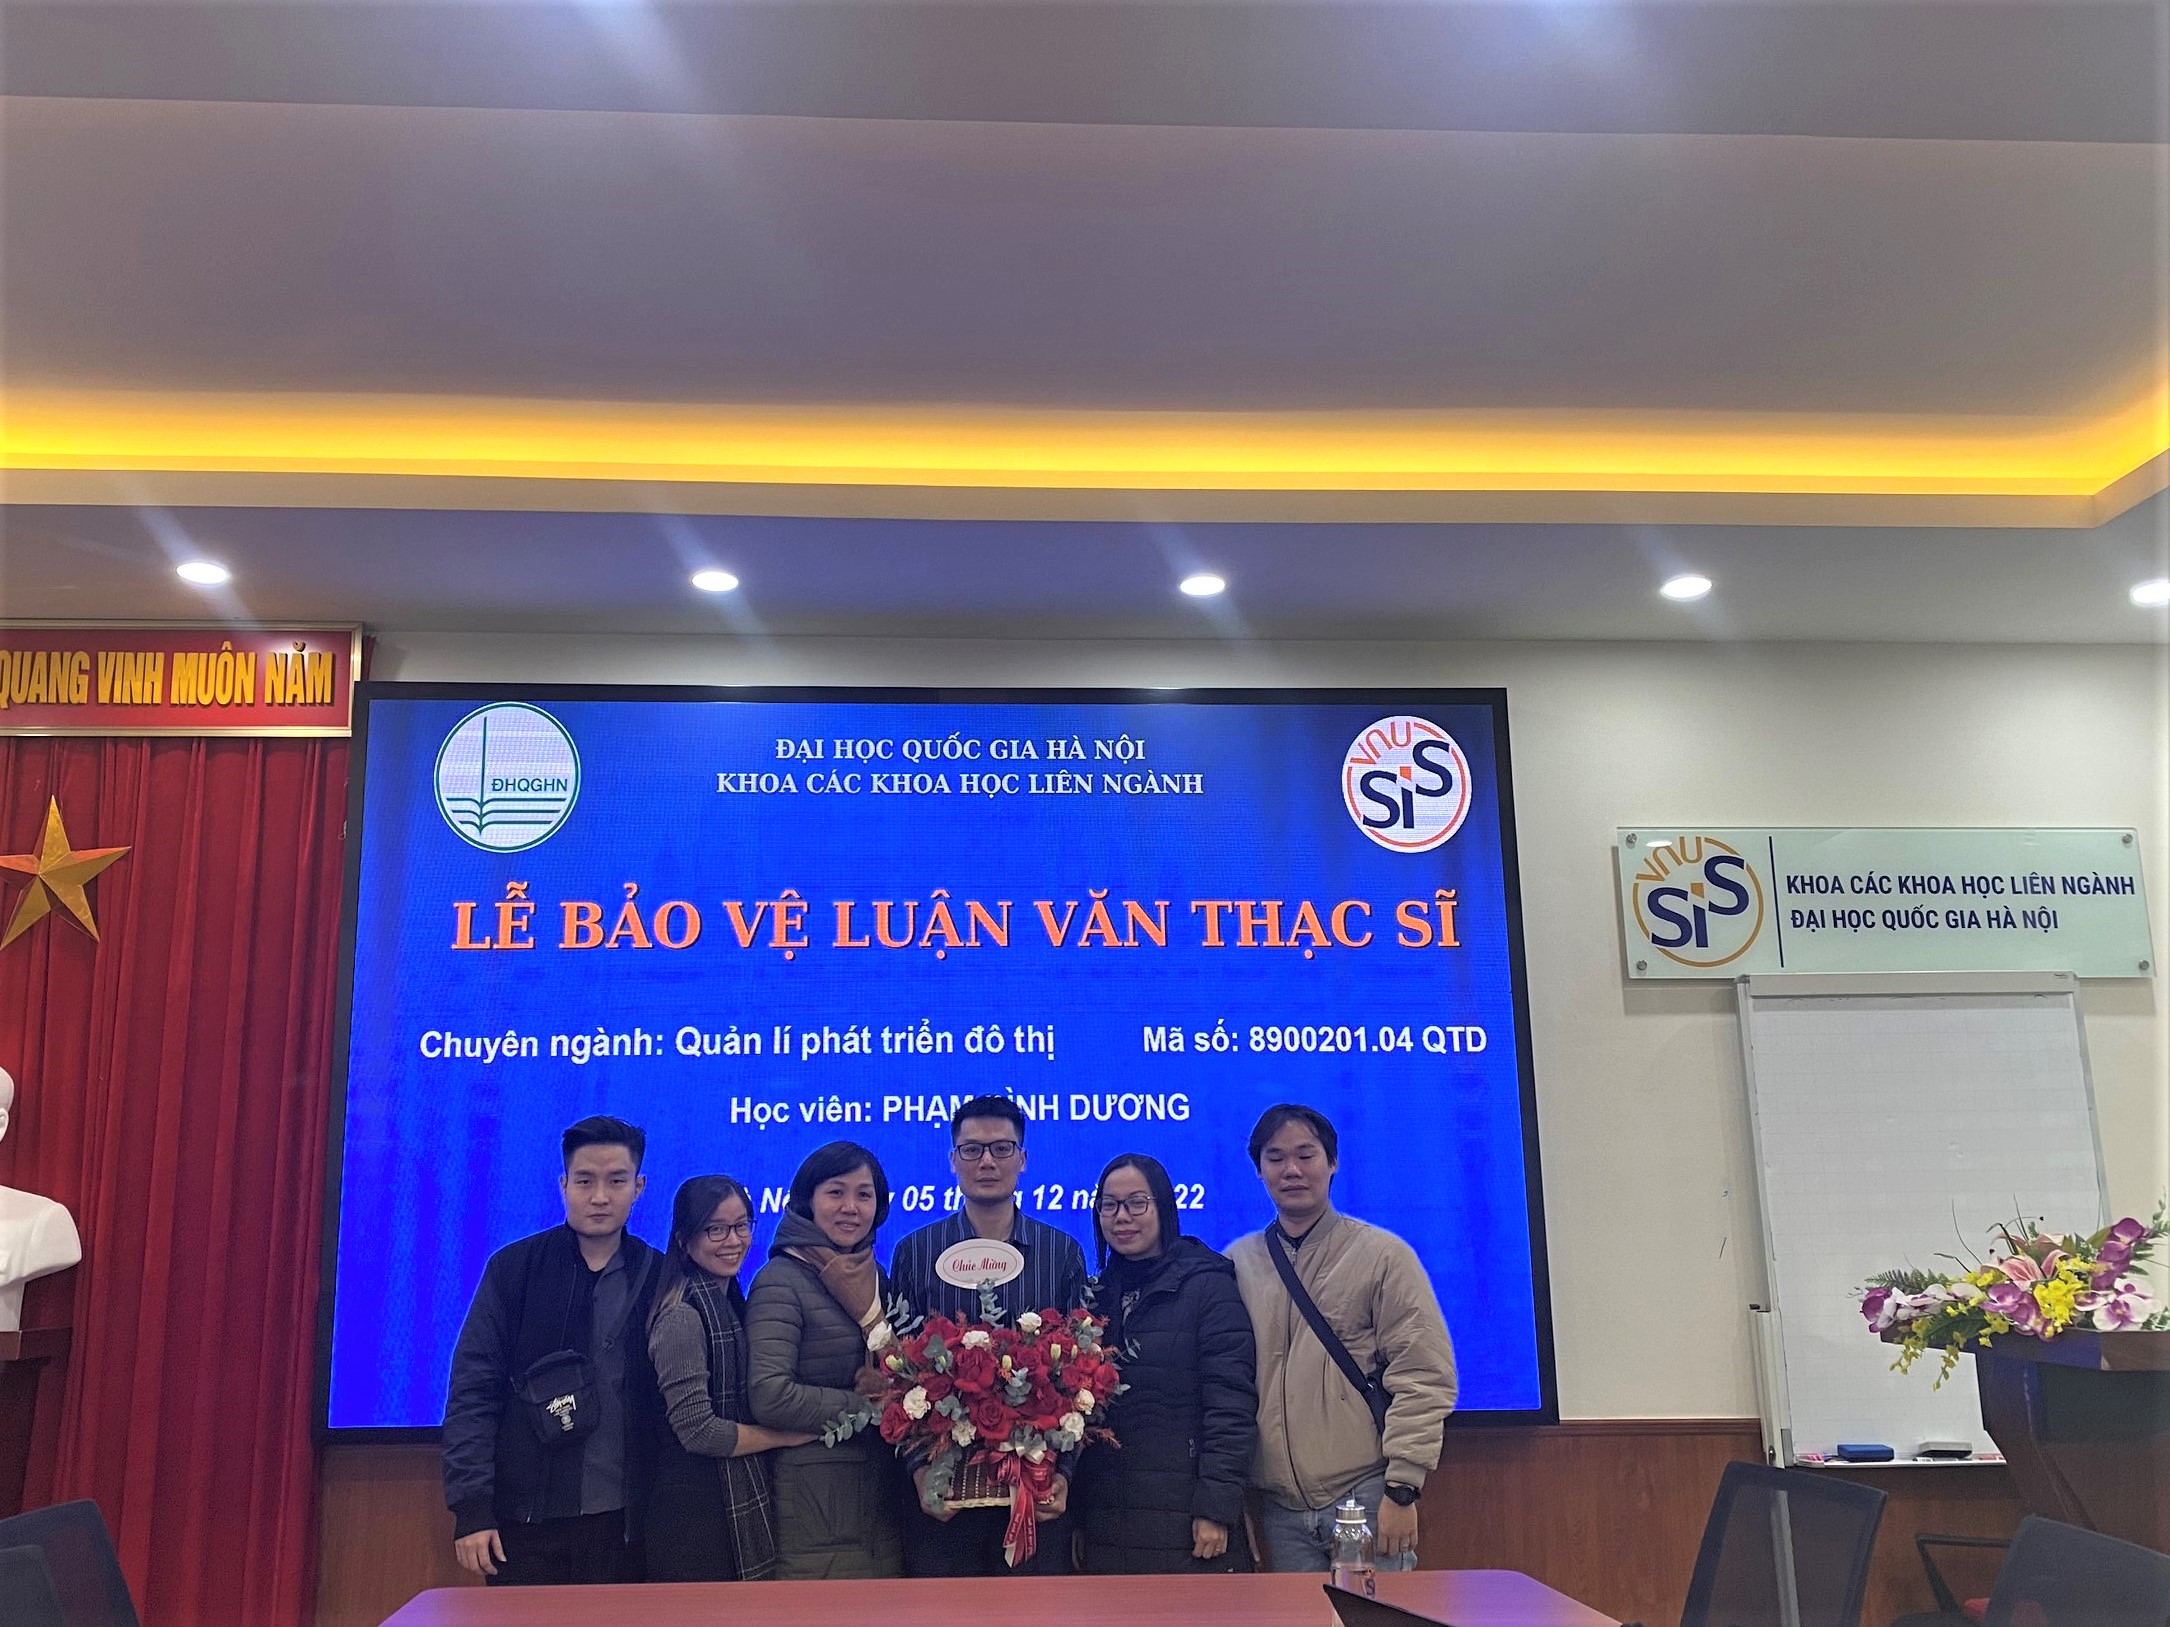 QUANG VINH MUÔN NĂM
ĐHQGHN
ĐẠI HỌC QUỐC GIA HÀ NỘI
KHOA CÁC KHOA HỌC LIÊN NGÀNH
VNU
SiS
LỄ BẢO VỆ LUẬN VĂN THẠC SĨ
Chuyên ngành: Quản lí phát triển đô thị Mã số: 8900201.04 QTD
Học viên: PHẠM DƯƠNG
05 12
VNU
SiS
KHOA CÁC KHOA HỌC LIÊN NGÀNH
ĐẠI HỌC QUỐC GIA HÀ NỘI
Chúc Mừng